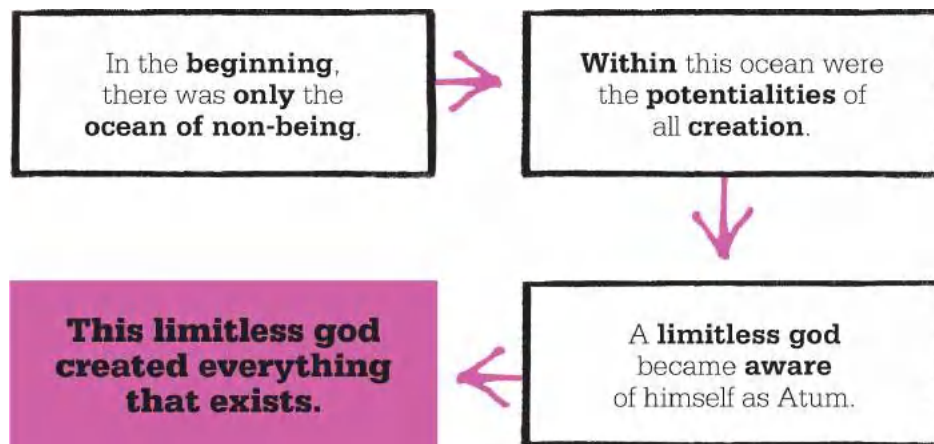 In the beginning,
there was only the
ocean of non-being.
Within this ocean were
the potentialities of
all creation.
A limitless god
became aware
of himself as Atum.
This limitless god
created everything
that exists.